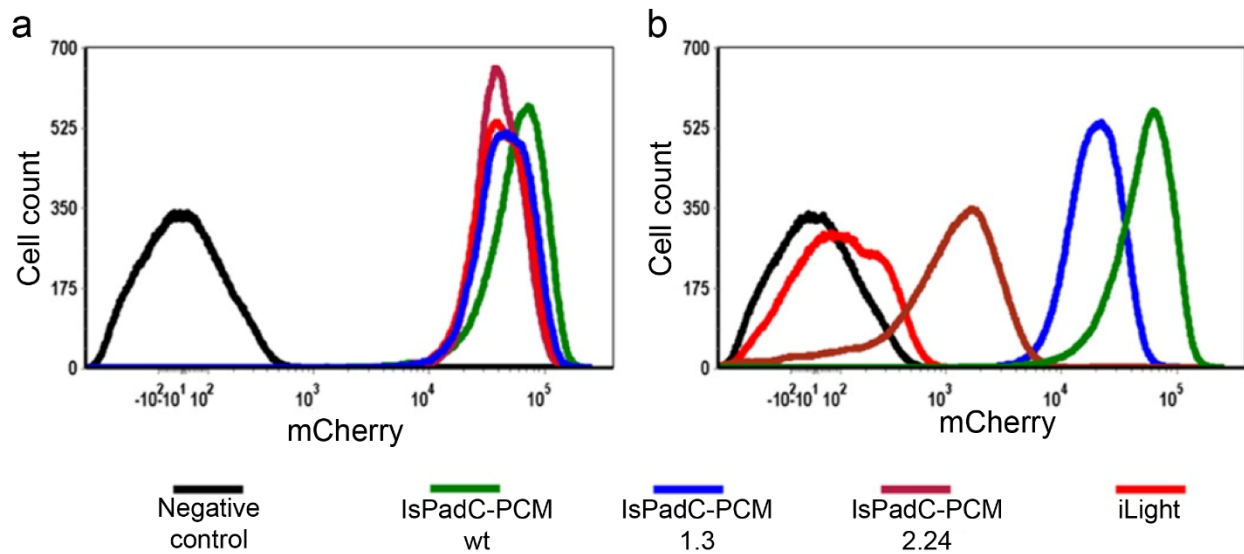 a
b
700
525
350
175
0
Cell count
-10²-10¹ 10²
10³
10⁴
10⁵
mCherry
700
525
350
175
0
Cell count
-10²-10¹ 10²
10³
10⁴
10⁵
mCherry
Negative
control
IsPadC-PCM
wt
IsPadC-PCM
1.3
IsPadC-PCM
2.24
iLight